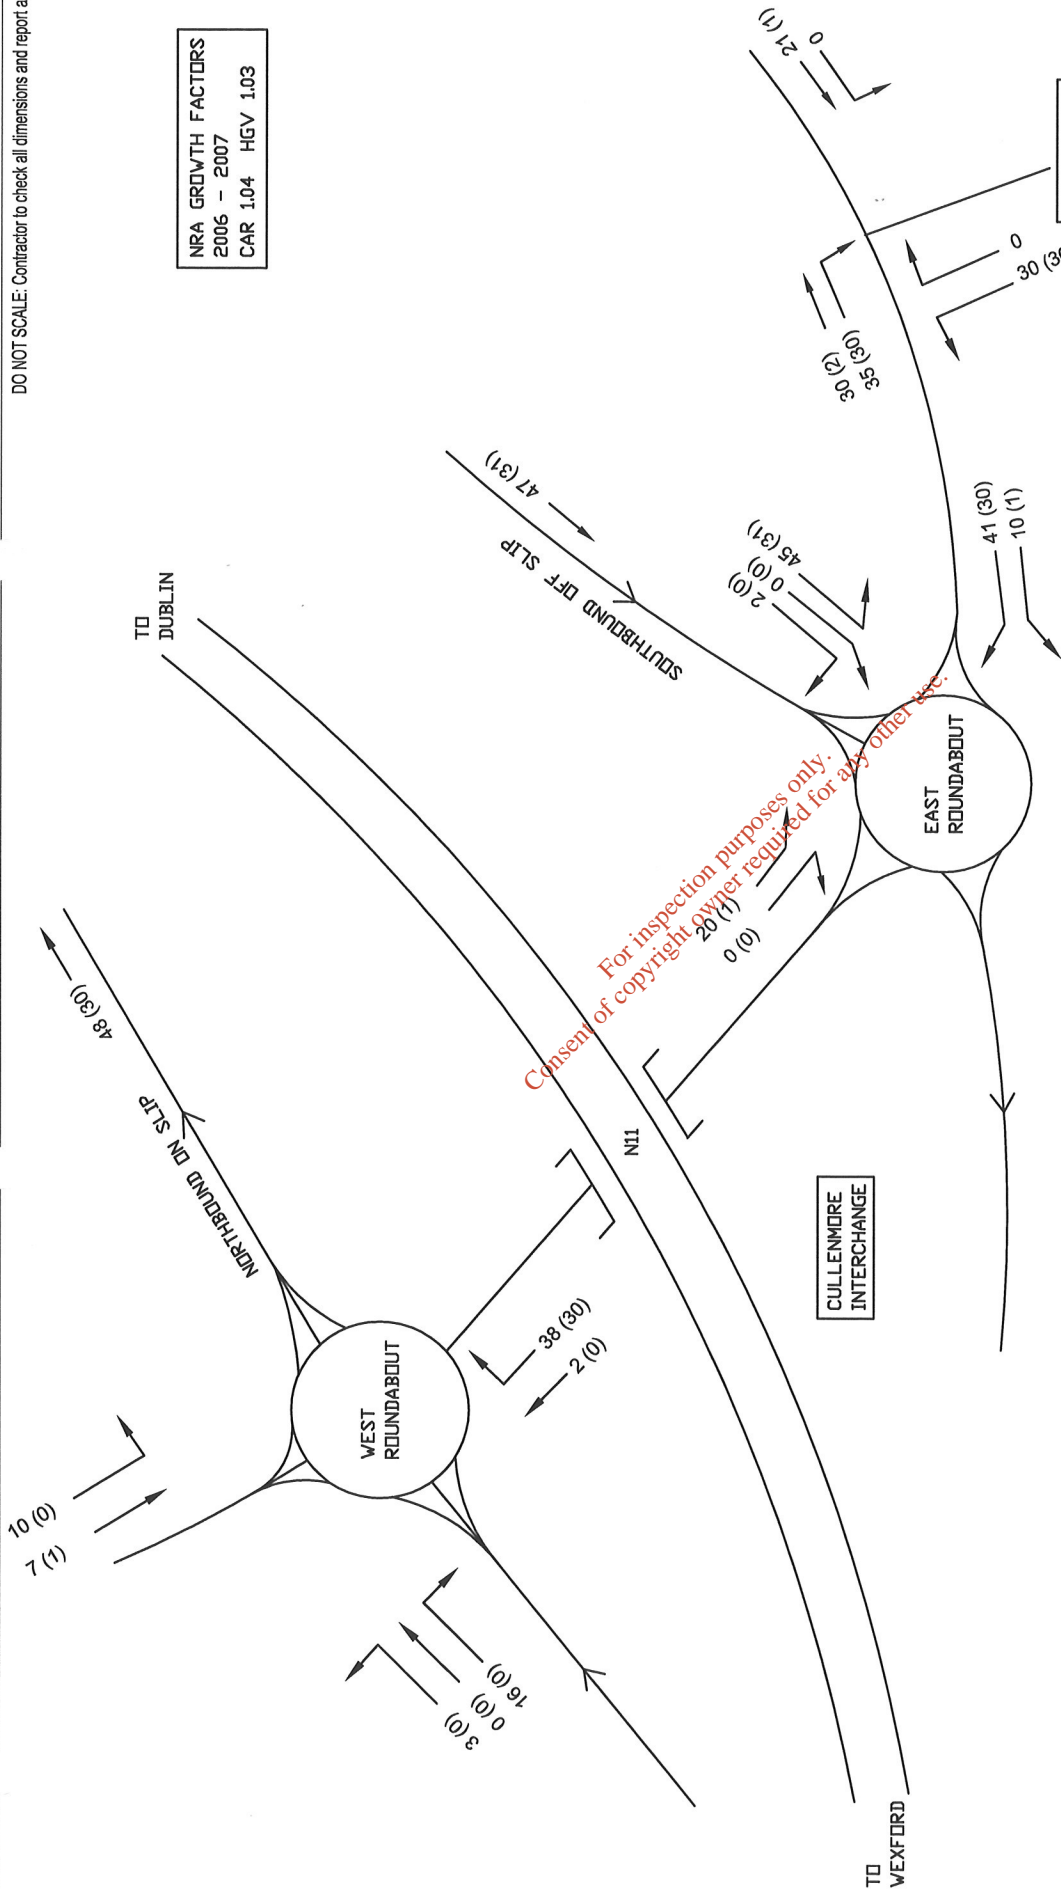 DO NOT SCALE: Contractor to check all dimensions and report a
NRA GROWTH FACTORS
2006 - 2007
CAR 1.04 HGV 1.03
21 (1)
0
30 (2)
35 (30)
0
30 (30
TO
DUBLIN
47 (31)
SOUTHBOUND OFF SLIP
2 (0)
0 (0)
45 (31)
41 (30)
10 (1)
48 (30)
NORTHBOUND ON SLIP
20 (1)
0 (0)
EAST
ROUNDABOUT
For inspection purposes only.
Consent of copyright owner required for any other use.
N11
CULLENMORE
INTERCHANGE
10 (0)
7 (1)
WEST
ROUNDABOUT
38 (30)
2 (0)
3 (0)
0 (0)
16 (0)
TO
WEXFORD